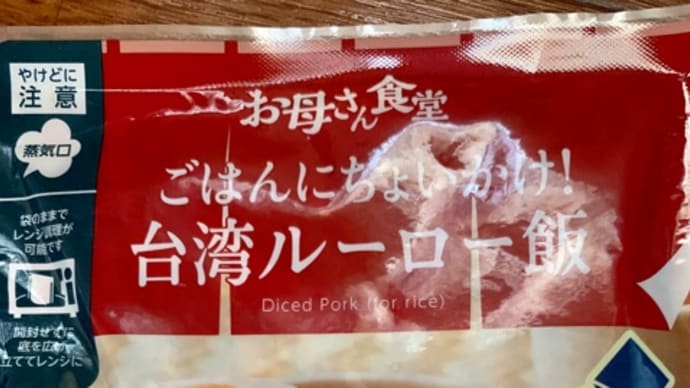 やけどに
注意
蒸気口
袋のままで
レンジ調理が
可能です
開封せずに
底を広げ
立ててレンジに
お母さん食堂
ごはんにちょいかけ!
台湾ルーロー飯
Diced Pork (for rice)